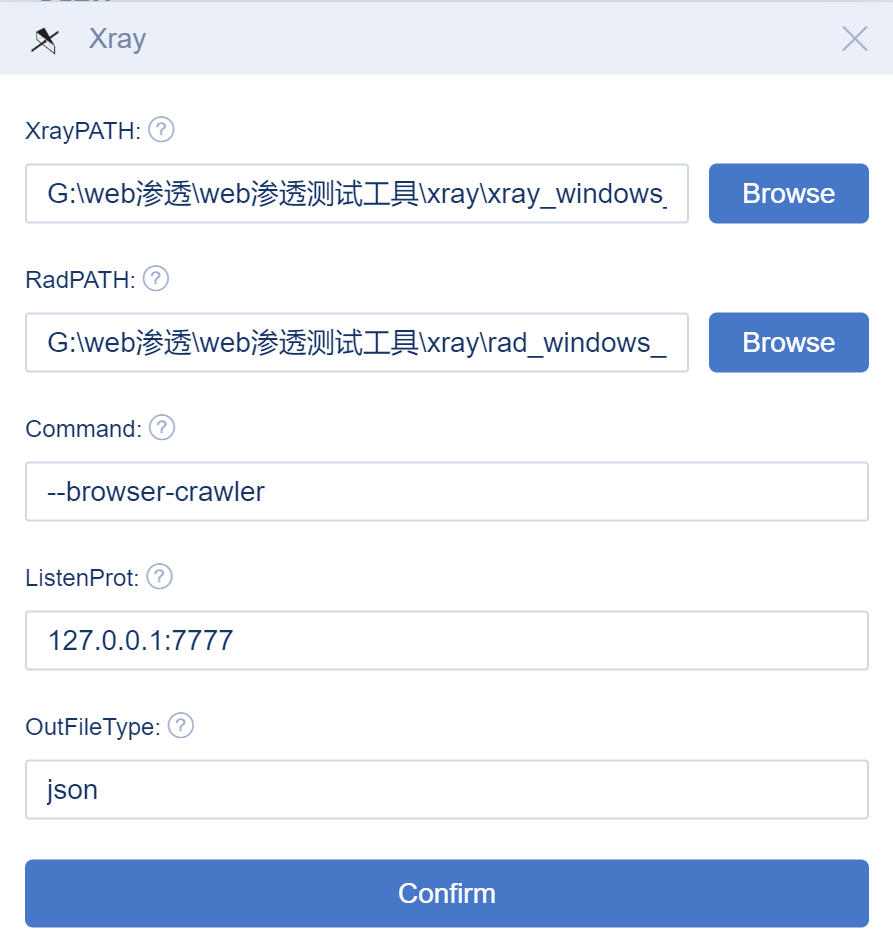 Xray
XrayPATH: ?
G:\web渗透\web渗透测试工具\xray\xray_windows_
Browse
RadPATH: ?
G:\web渗透\web渗透测试工具\xray\rad_windows_
Browse
Command: ?
--browser-crawler
ListenProt: ?
127.0.0.1:7777
OutFileType: ?
json
Confirm